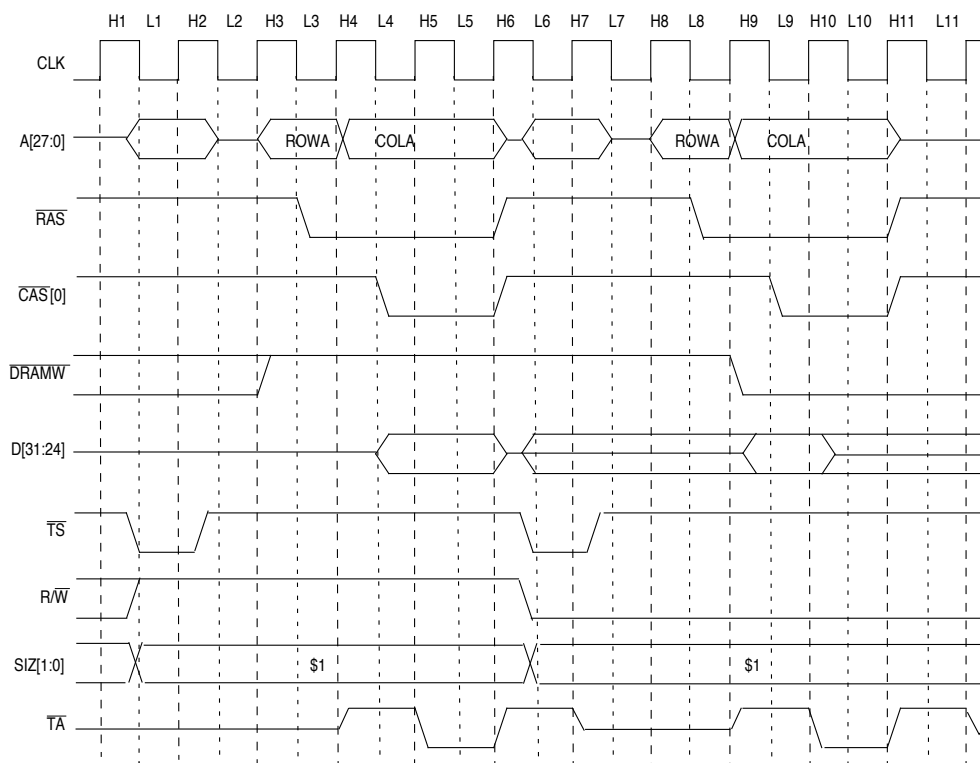 H1 L1 H2 L2 H3 L3 H4 L4 H5 L5 H6 L6 H7 L7 H8 L8 H9 L9 H10 L10 H11 L11
CLK
A[27:0] ROWA COLA ROWA COLA
RAS
CAS[0]
DRAMW
D[31:24]
TS
R/W
SIZ[1:0] $1 $1
TA